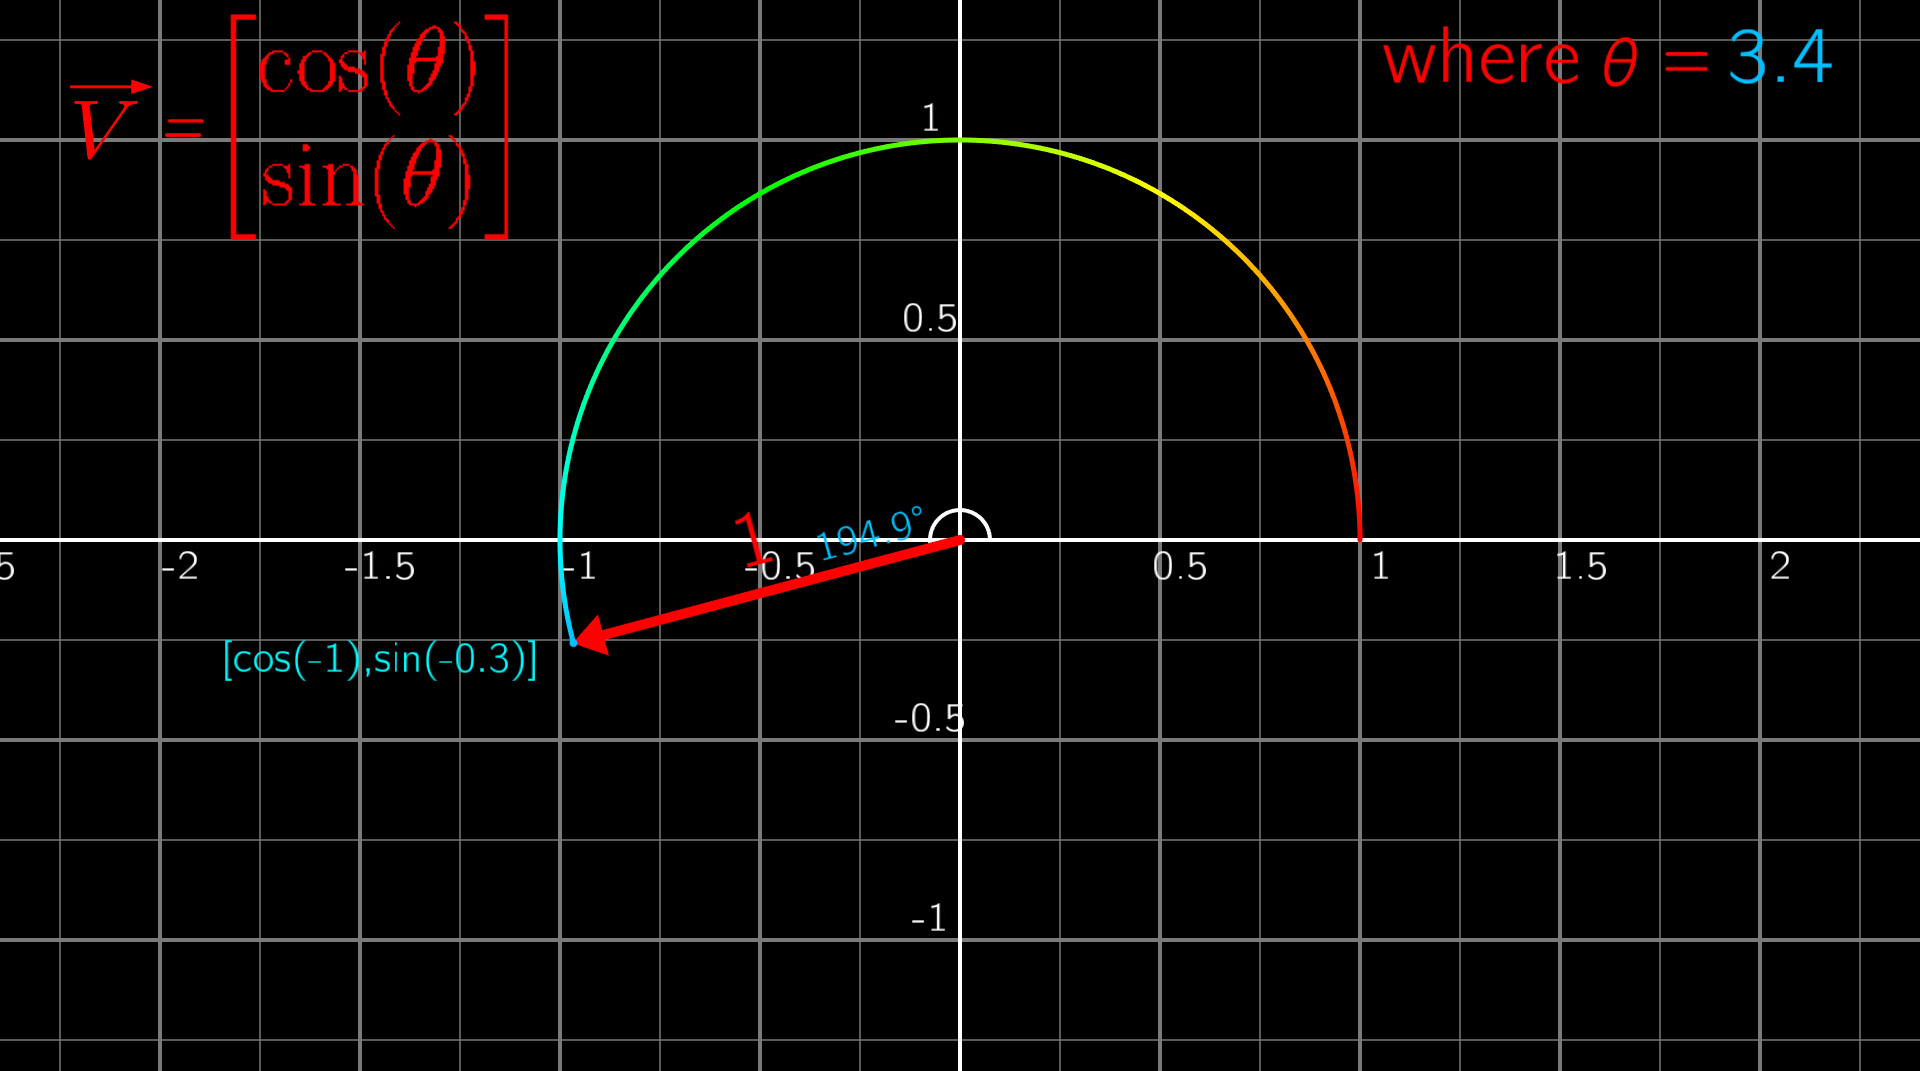 V = [cos(θ)
sin(θ)]
where θ = 3.4
1
0.5
1
194.9°
5 -2 -1.5 -1 -0.5 0.5 1 1.5 2
[cos(-1),sin(-0.3)]
-0.5
-1